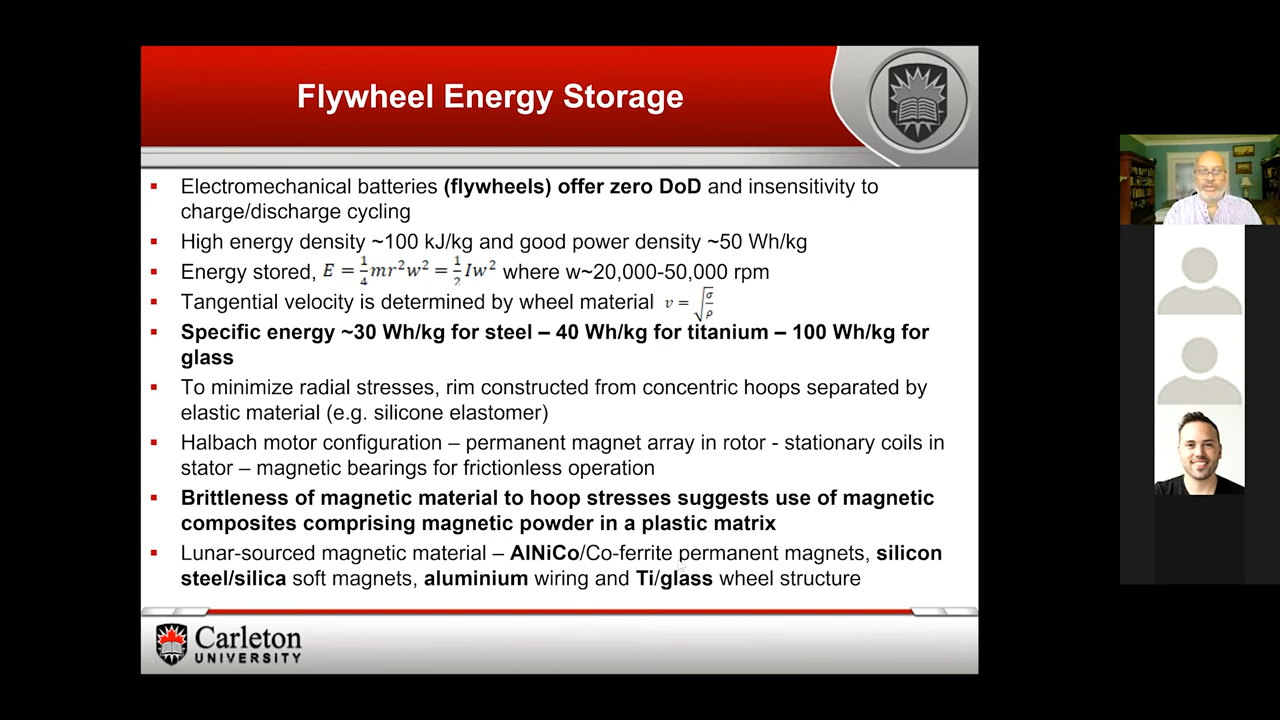 Flywheel Energy Storage
▪ Electromechanical batteries (flywheels) offer zero DoD and insensitivity to
charge/discharge cycling
▪ High energy density ~100 kJ/kg and good power density ~50 Wh/kg
▪ Energy stored, E = 1/4 mr²w² = 1/2 Iw² where w~20,000-50,000 rpm
▪ Tangential velocity is determined by wheel material v = √(σ/ρ)
▪ Specific energy ~30 Wh/kg for steel – 40 Wh/kg for titanium – 100 Wh/kg for
glass
▪ To minimize radial stresses, rim constructed from concentric hoops separated by
elastic material (e.g. silicone elastomer)
▪ Halbach motor configuration – permanent magnet array in rotor - stationary coils in
stator – magnetic bearings for frictionless operation
▪ Brittleness of magnetic material to hoop stresses suggests use of magnetic
composites comprising magnetic powder in a plastic matrix
▪ Lunar-sourced magnetic material – AlNiCo/Co-ferrite permanent magnets, silicon
steel/silica soft magnets, aluminium wiring and Ti/glass wheel structure
Carleton
UNIVERSITY